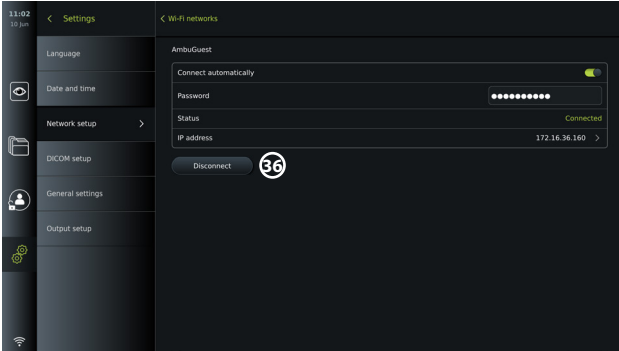 11:02
10 Jun
Settings
Language
Date and time
Network setup
DICOM setup
General settings
Output setup
Wi-Fi networks
AmbuGuest
Connect automatically
Password ●●●●●●●●●●
Status Connected
IP address 172.16.36.160
Disconnect 36